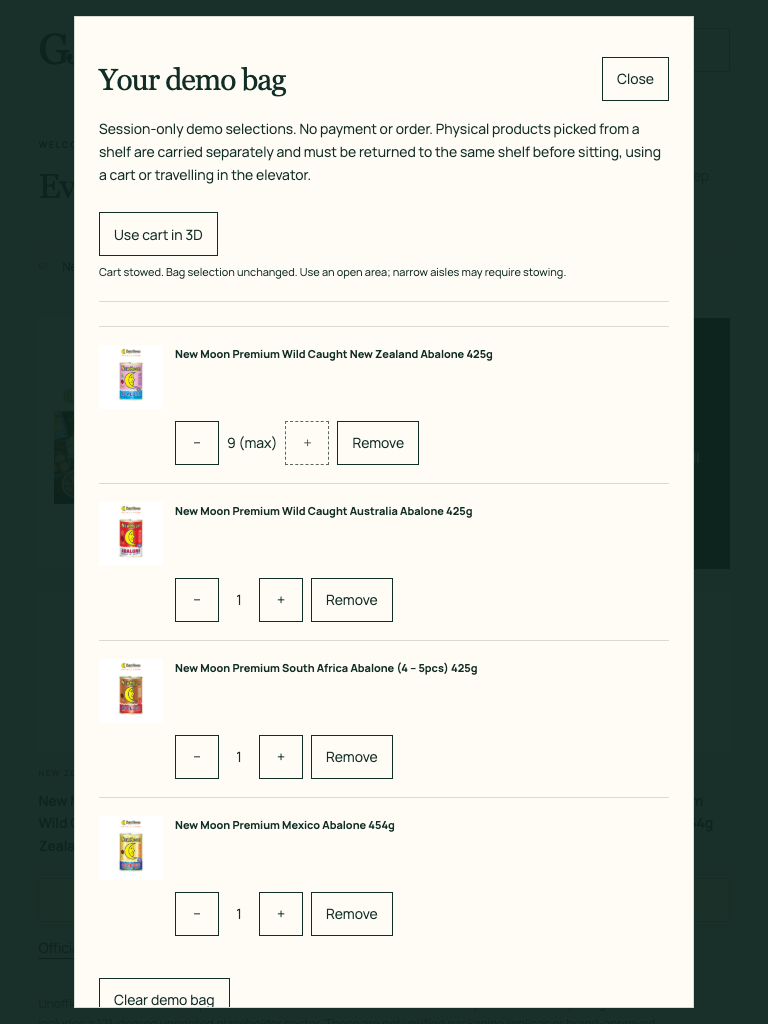 Your demo bag
Close
Session-only demo selections. No payment or order. Physical products picked from a
shelf are carried separately and must be returned to the same shelf before sitting, using
a cart or travelling in the elevator.
Use cart in 3D
Cart stowed. Bag selection unchanged. Use an open area; narrow aisles may require stowing.
New Moon Premium Wild Caught New Zealand Abalone 425g
− 9 (max) + Remove
New Moon Premium Wild Caught Australia Abalone 425g
− 1 + Remove
New Moon Premium South Africa Abalone (4 – 5pcs) 425g
− 1 + Remove
New Moon Premium Mexico Abalone 454g
− 1 + Remove
Clear demo bag